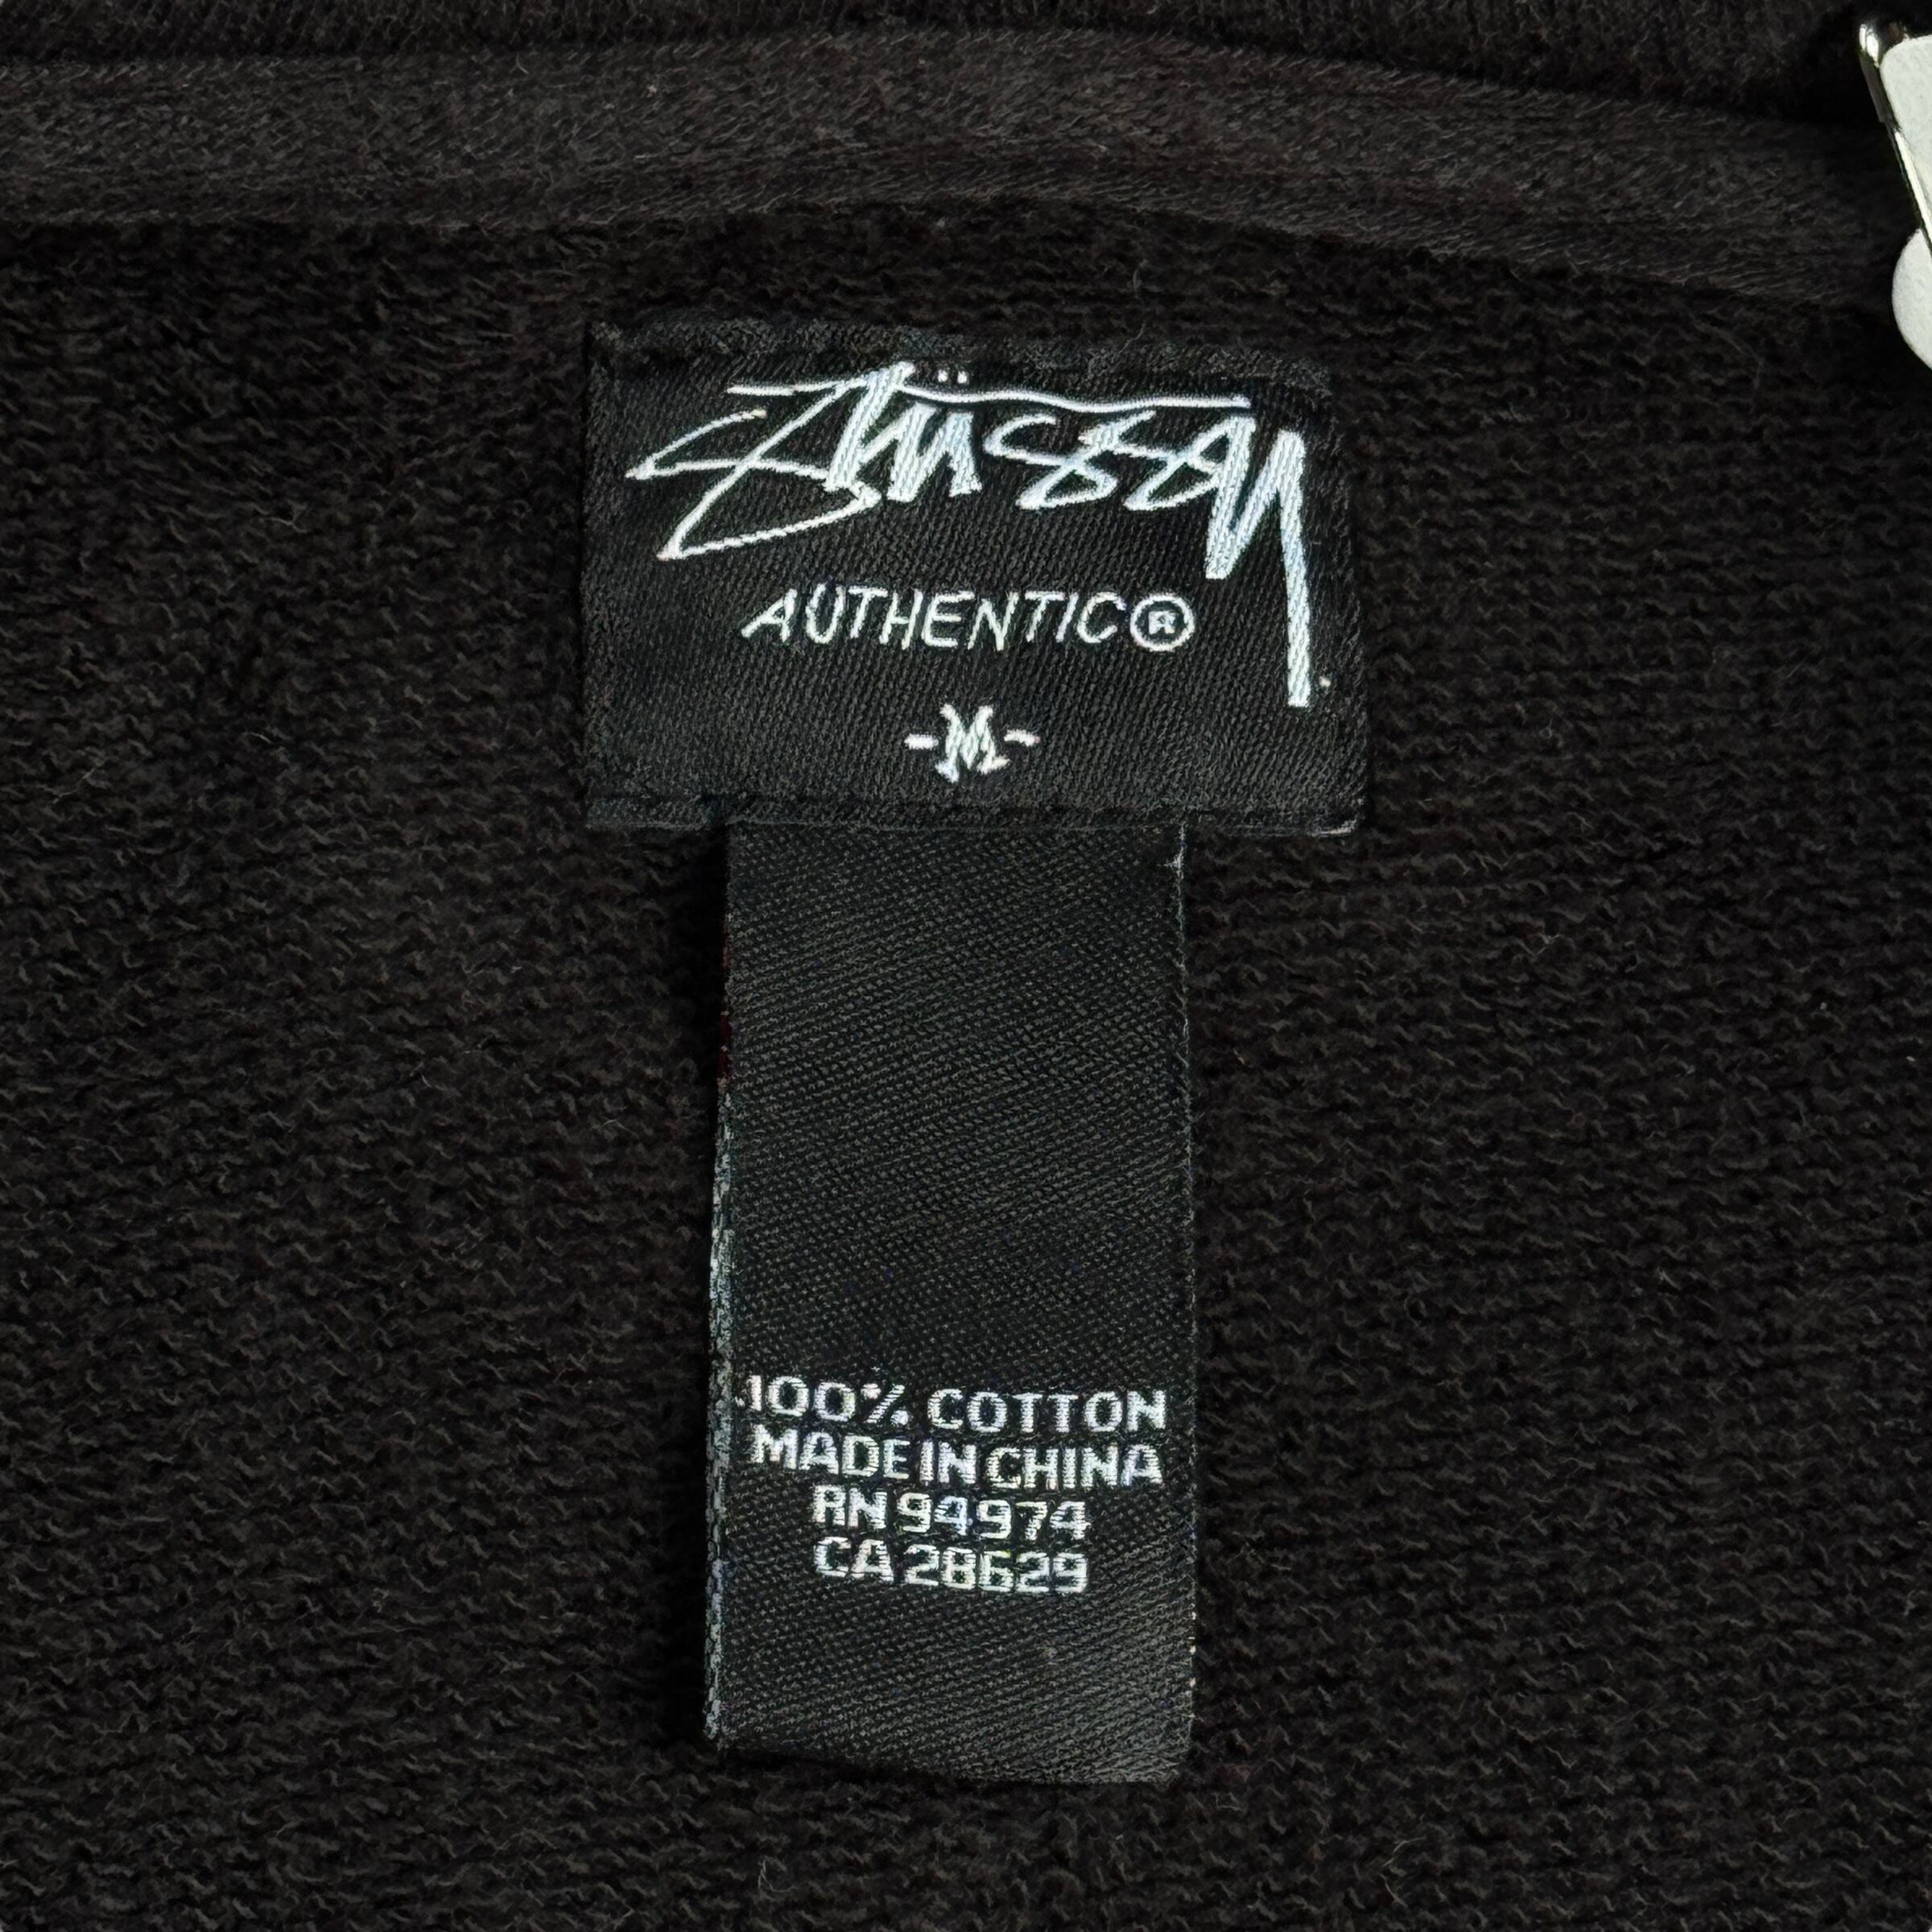 Stüssy
AUTHENTIC®
-M-
100% COTTON
MADE IN CHINA
RN 94974
CA 28629